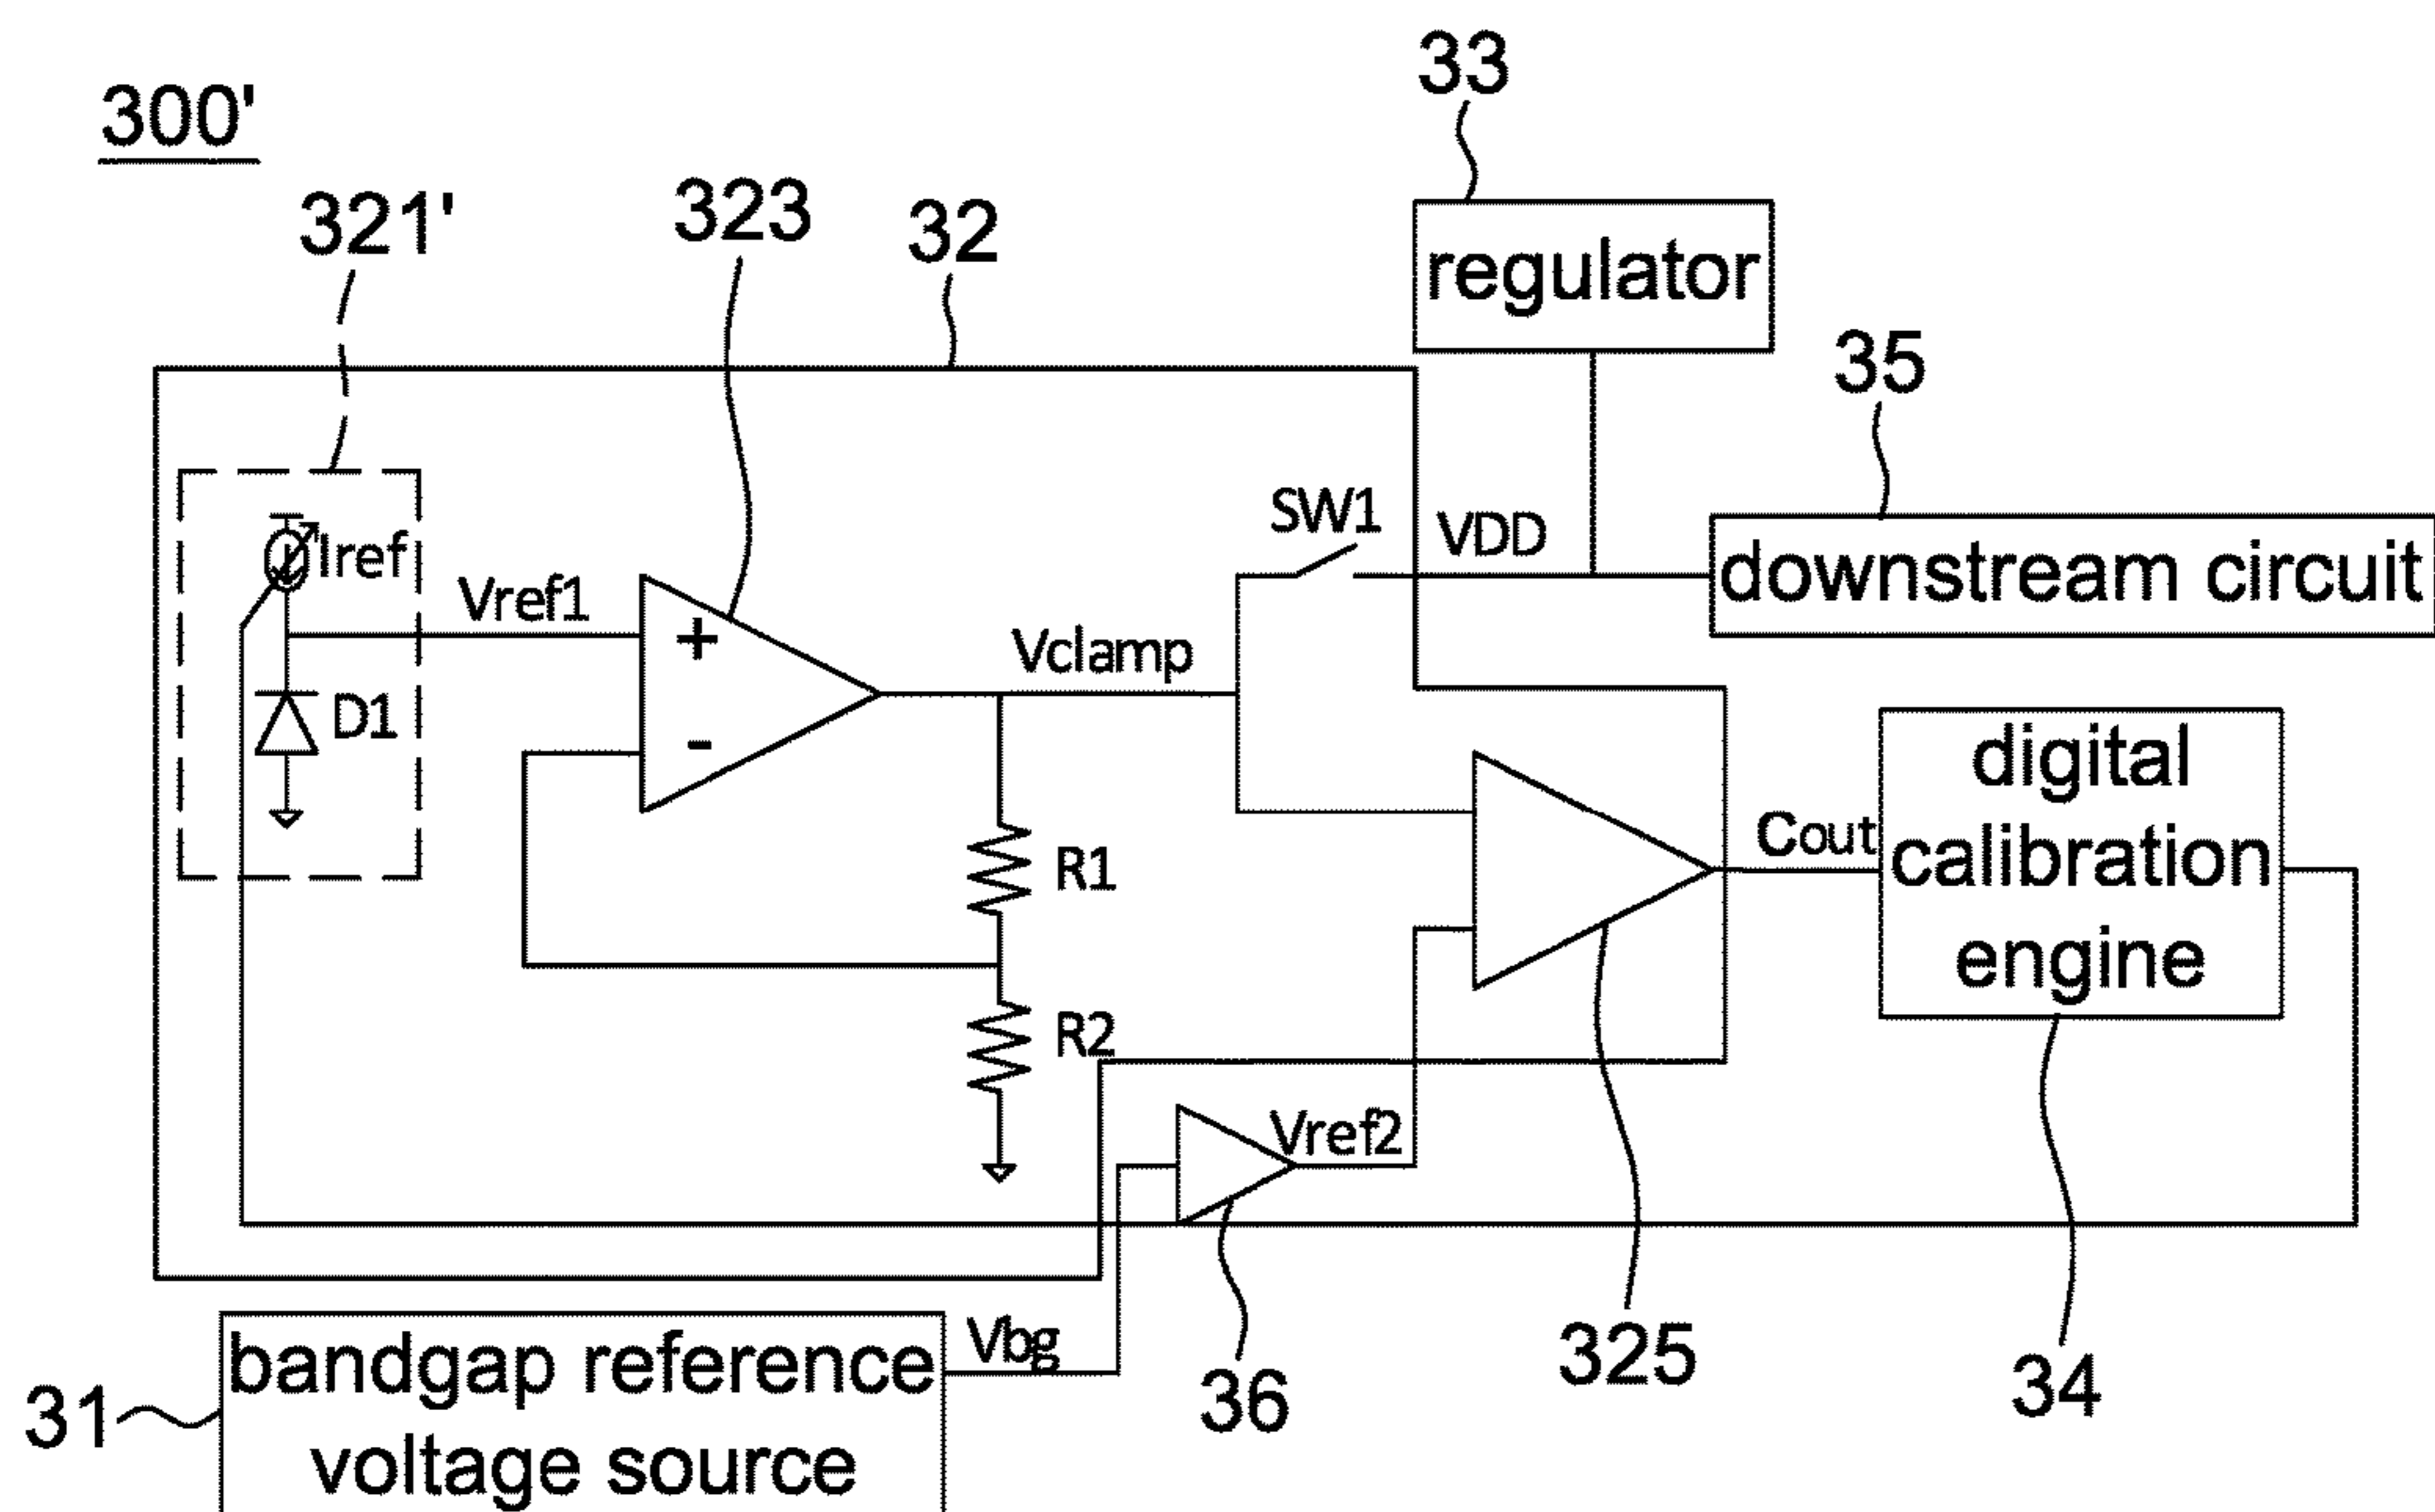 33
300'
321'
323
32
regulator
35
SW1
VDD
Iref
Vref1
downstream circuit
+
Vclamp
D1
-
digital
calibration
engine
Cout
R1
R2
Vref2
Vbg
bandgap reference
voltage source
31
36
325
34